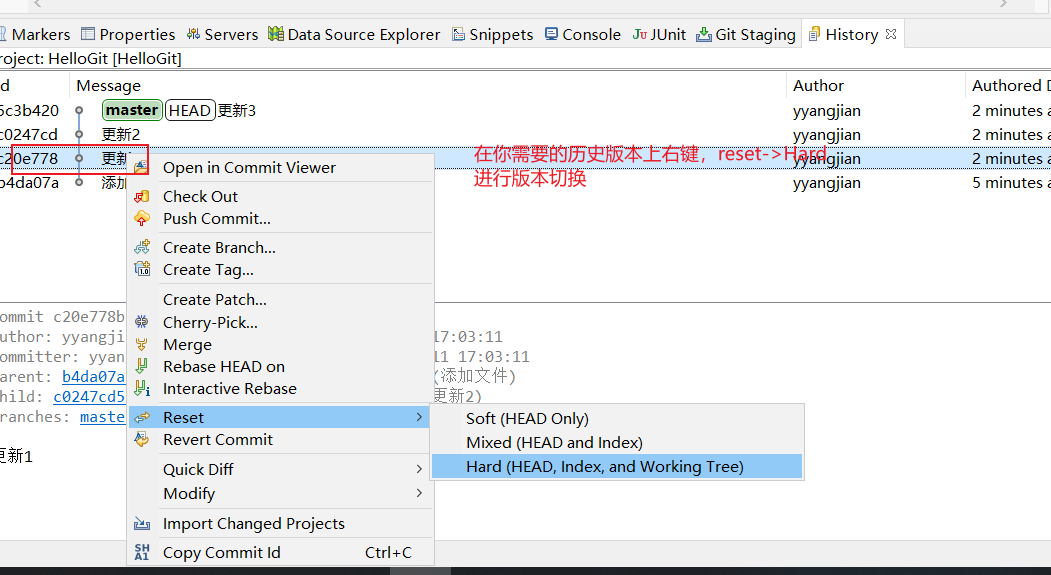 Markers Properties Servers Data Source Explorer Snippets Console JUnit Git Staging History
roject: HelloGit [HelloGit]
d Message Author Authored D
5c3b420 master HEAD 更新3 yyangjian 2 minutes a
c0247cd 更新2 yyangjian 2 minutes a
c20e778 更新 yyangjian 2 minutes a
b4da07a 添加 yyangjian 5 minutes a
在你需要的历史版本上右键，reset->Hard
进行版本切换
Open in Commit Viewer
Check Out
Push Commit...
Create Branch...
Create Tag...
Create Patch...
Cherry-Pick...
Merge
Rebase HEAD on
Interactive Rebase
Reset
Revert Commit
Quick Diff
Modify
Import Changed Projects
Copy Commit Id Ctrl+C
Soft (HEAD Only)
Mixed (HEAD and Index)
Hard (HEAD, Index, and Working Tree)
ommit c20e778b
uthor: yyangji 17:03:11
ommitter: yyan 11 17:03:11
arent: b4da07a (添加文件)
hild: c0247cd5 更新2)
ranches: maste
更新1